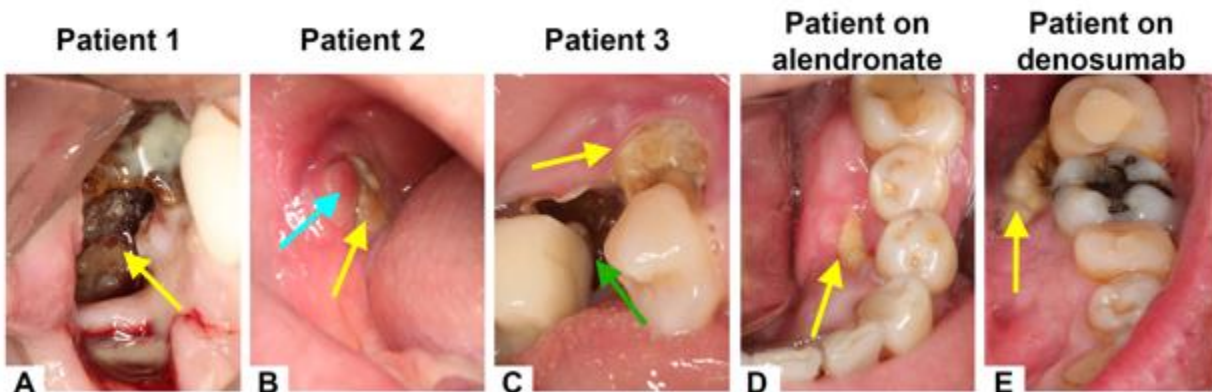 Patient 1
Patient 2
Patient 3
Patient on
alendronate
Patient on
denosumab
A
B
C
D
E